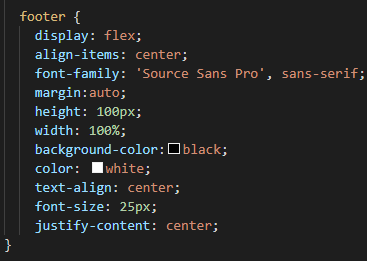 footer {
display: flex;
align-items: center;
font-family: 'Source Sans Pro', sans-serif;
margin:auto;
height: 100px;
width: 100%;
background-color:black;
color: white;
text-align: center;
font-size: 25px;
justify-content: center;
}